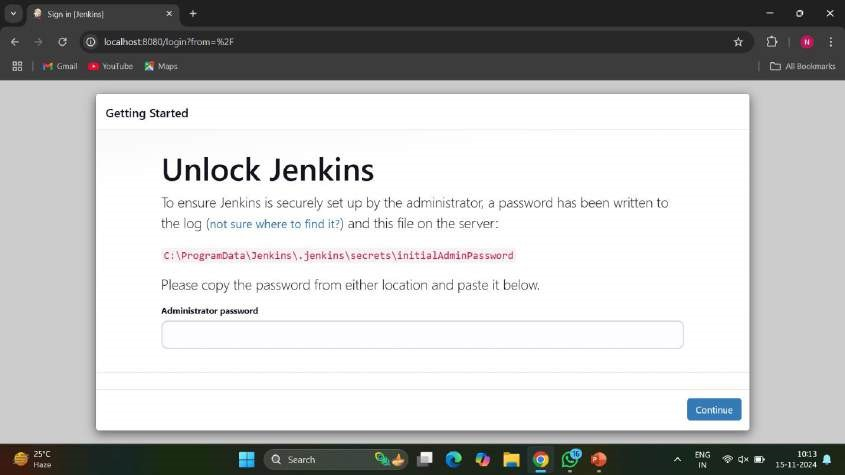 Sign in [Jenkins]
localhost:8080/login?from=%2F
N
Gmail
YouTube
Maps
All Bookmarks
Getting Started
Unlock Jenkins
To ensure Jenkins is securely set up by the administrator, a password has been written to
the log (not sure where to find it?) and this file on the server:
C:\ProgramData\Jenkins\.jenkins\secrets\initialAdminPassword
Please copy the password from either location and paste it below.
Administrator password
Continue
25°C
Haze
Search
16
ENG
IN
10:13
15-11-2024